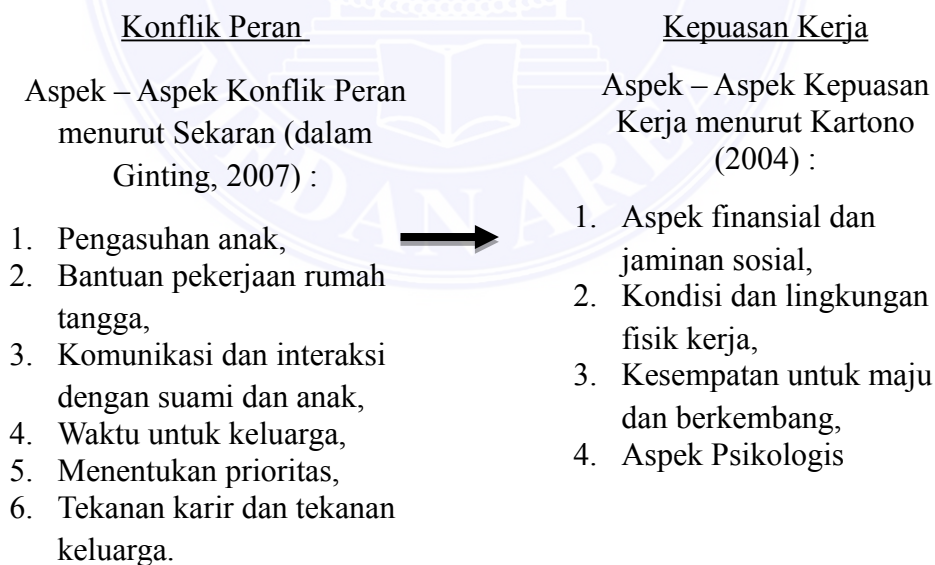 Konflik Peran
Aspek – Aspek Konflik Peran
menurut Sekaran (dalam
Ginting, 2007) :
1. Pengasuhan anak,
2. Bantuan pekerjaan rumah
tangga,
3. Komunikasi dan interaksi
dengan suami dan anak,
4. Waktu untuk keluarga,
5. Menentukan prioritas,
6. Tekanan karir dan tekanan
keluarga.
Kepuasan Kerja
Aspek – Aspek Kepuasan
Kerja menurut Kartono
(2004) :
1. Aspek finansial dan
jaminan sosial,
2. Kondisi dan lingkungan
fisik kerja,
3. Kesempatan untuk maju
dan berkembang,
4. Aspek Psikologis
MEDAN AREA